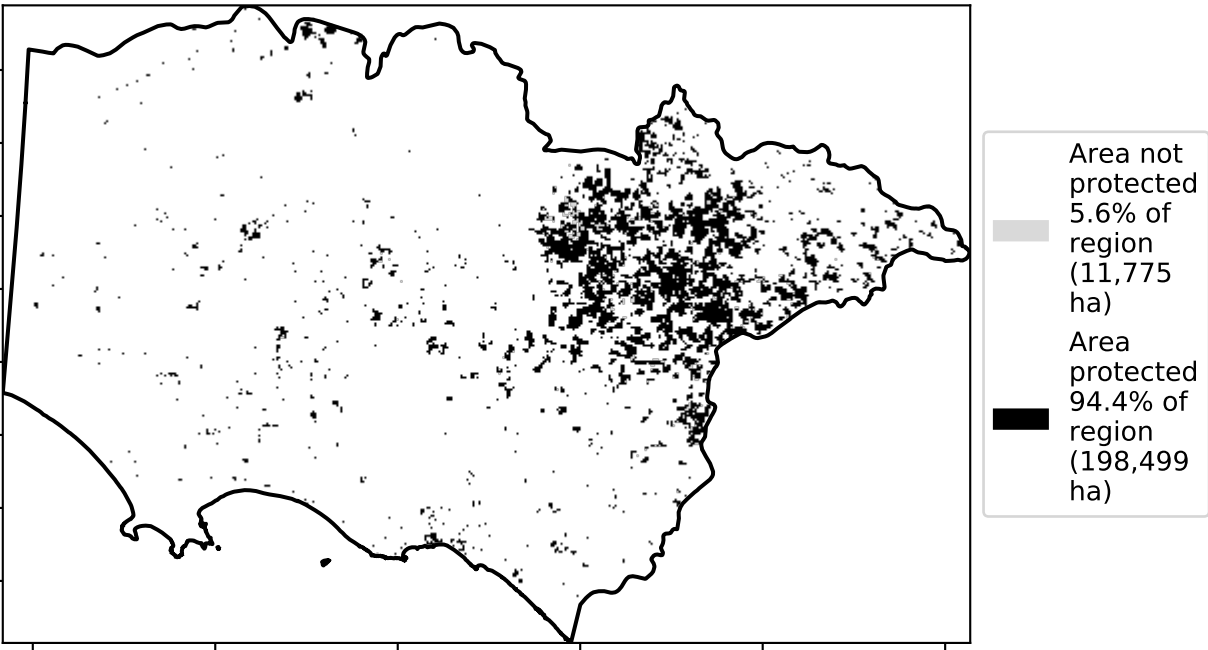 Area not
protected
5.6% of
region
(11,775
ha)
Area
protected
94.4% of
region
(198,499
ha)